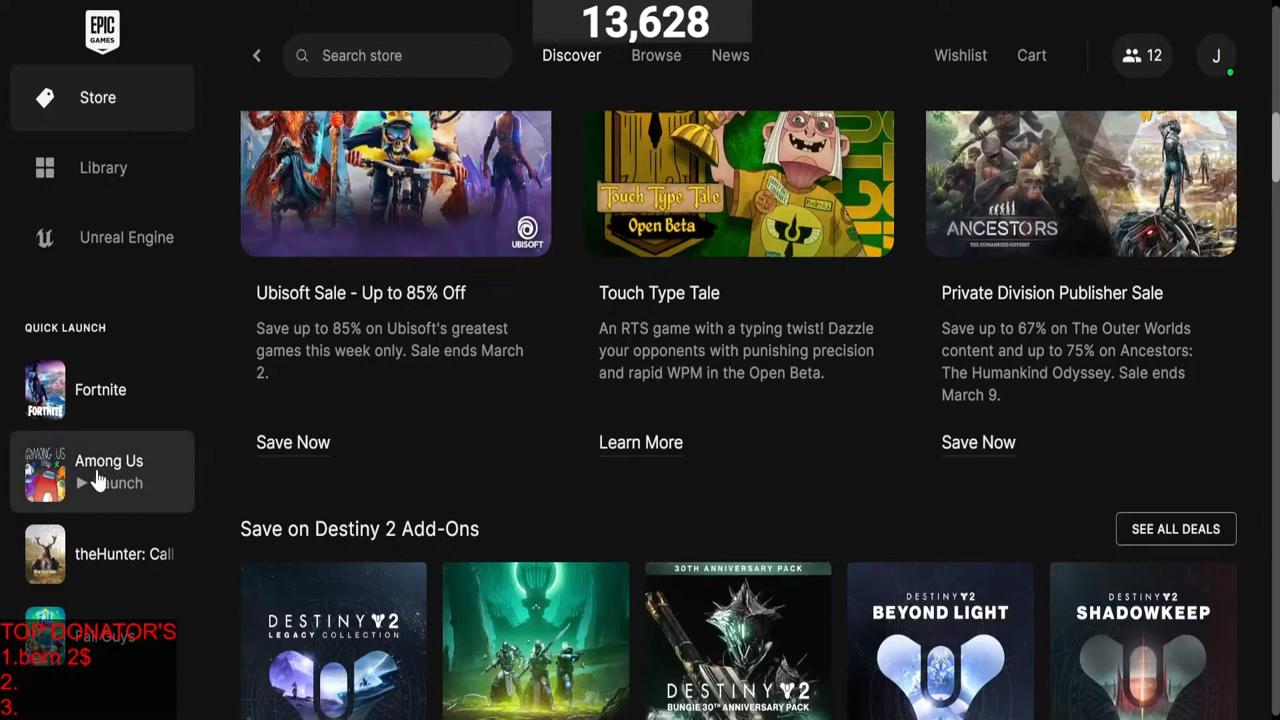 13,628
EPIC
GAMES
Search store
Discover
Browse
News
Wishlist
Cart
12
J
Store
Library
Unreal Engine
QUICK LAUNCH
FORTNITE
Fortnite
AMONG US
Among Us
Launch
theHunter: Call
Fall Guys
TOP DONATOR'S
1.bom 2$
2.
3.
UBISOFT
Touch Type Tale
Open Beta
ANCESTORS
THE HUMANKIND ODYSSEY
Ubisoft Sale - Up to 85% Off
Save up to 85% on Ubisoft's greatest
games this week only. Sale ends March
2.
Save Now
Touch Type Tale
An RTS game with a typing twist! Dazzle
your opponents with punishing precision
and rapid WPM in the Open Beta.
Learn More
Private Division Publisher Sale
Save up to 67% on The Outer Worlds
content and up to 75% on Ancestors:
The Humankind Odyssey. Sale ends
March 9.
Save Now
Save on Destiny 2 Add-Ons
SEE ALL DEALS
DESTINY 2
LEGACY COLLECTION
30TH ANNIVERSARY PACK
DESTINY 2
BUNGIE 30TH ANNIVERSARY PACK
DESTINY 2
BEYOND LIGHT
DESTINY 2
SHADOWKEEP